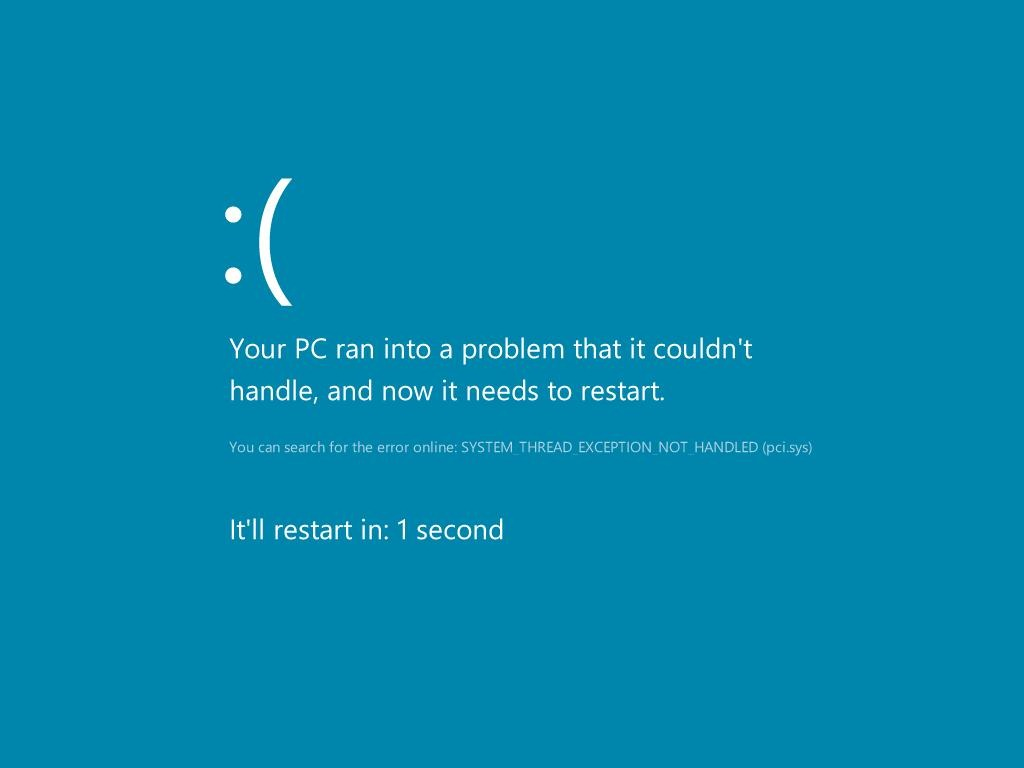 :(
Your PC ran into a problem that it couldn't
handle, and now it needs to restart.
You can search for the error online: SYSTEM_THREAD_EXCEPTION_NOT_HANDLED (pci.sys)
It'll restart in: 1 second